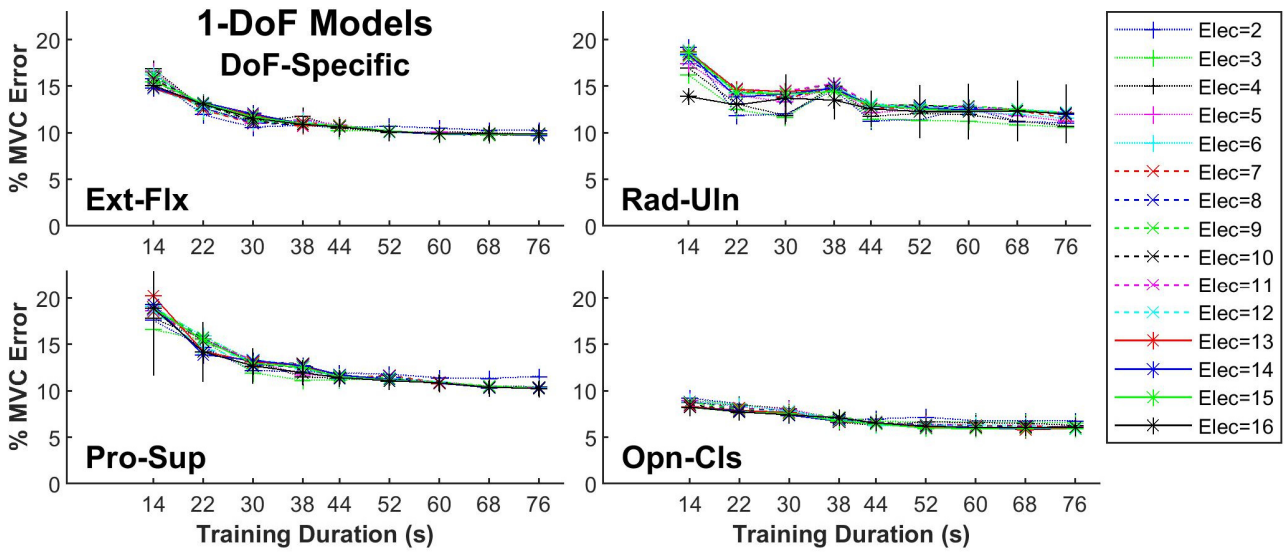 1-DoF Models
DoF-Specific
% MVC Error
20
15
10
5
0
Ext-Flx
14 22 30 38 44 52 60 68 76
20
15
10
5
0
Rad-Uln
14 22 30 38 44 52 60 68 76
% MVC Error
20
15
10
5
0
Pro-Sup
14 22 30 38 44 52 60 68 76
Training Duration (s)
20
15
10
5
0
Opn-Cls
14 22 30 38 44 52 60 68 76
Training Duration (s)
Elec=2
Elec=3
Elec=4
Elec=5
Elec=6
Elec=7
Elec=8
Elec=9
Elec=10
Elec=11
Elec=12
Elec=13
Elec=14
Elec=15
Elec=16